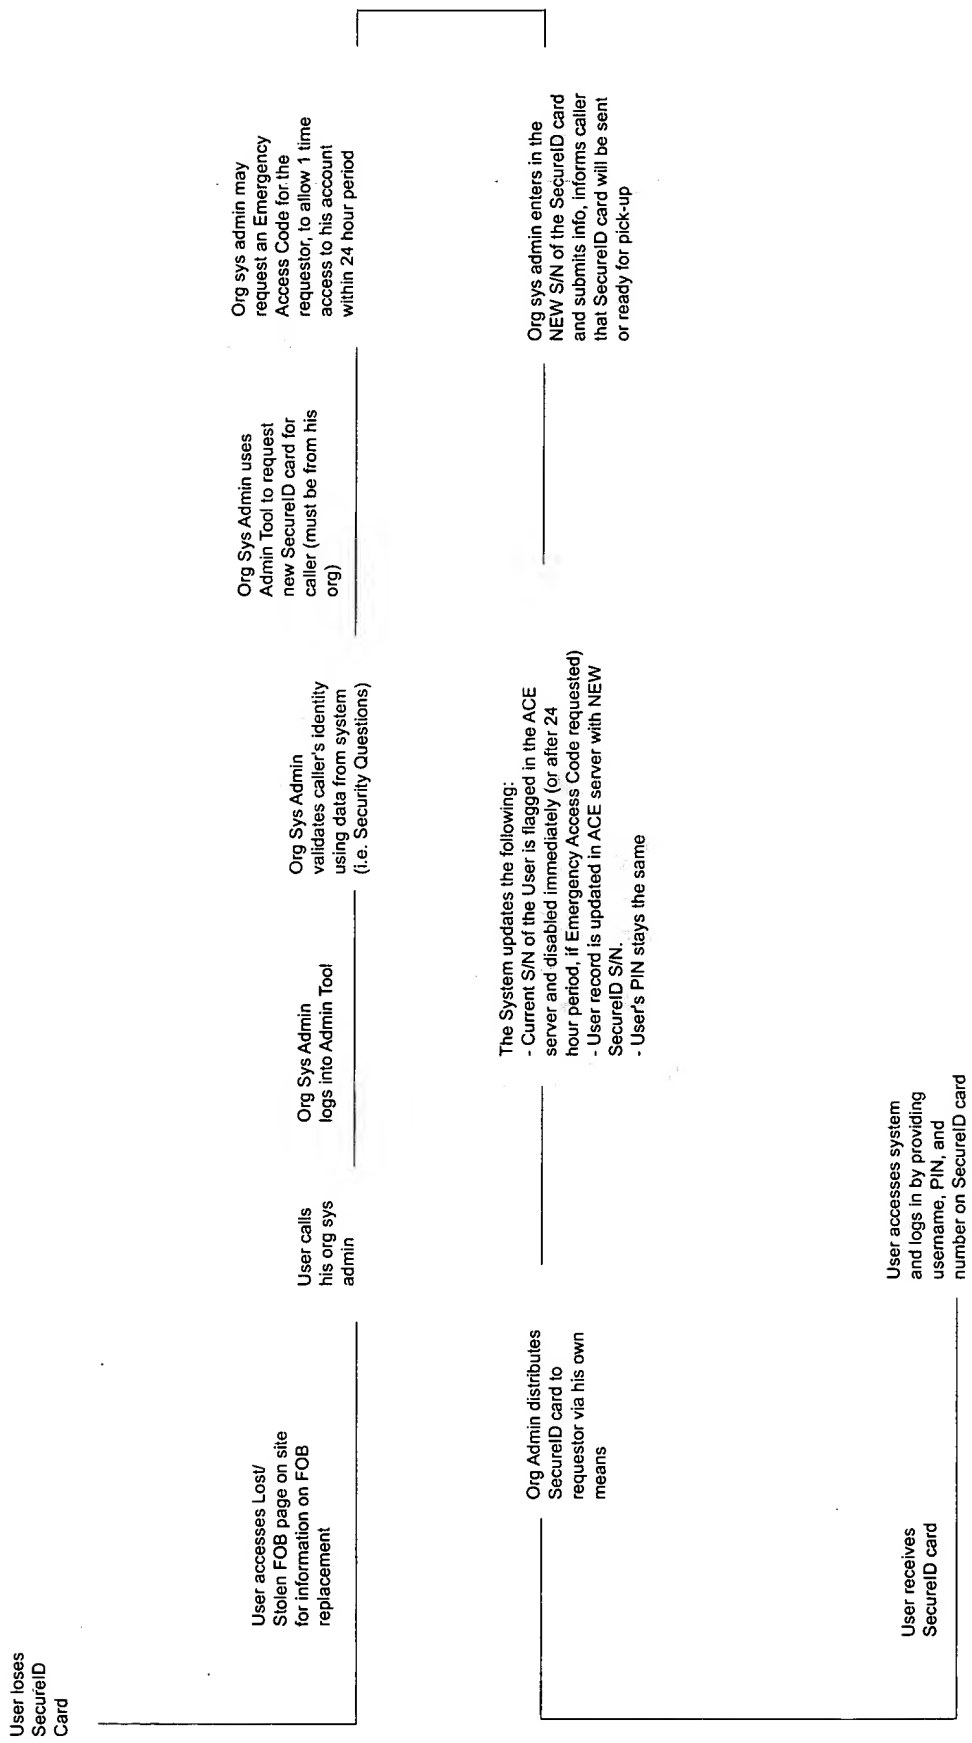 User loses
SecureID
Card
User accesses Lost/
Stolen FOB page on site
for information on FOB
replacement
User calls
his org sys
admin
Org Sys Admin
logs into Admin Tool
Org Sys Admin
validates caller's identity
using data from system
(i.e. Security Questions)
Org Sys Admin uses
Admin Tool to request
new SecureID card for
caller (must be from his
org)
Org sys admin may
request an Emergency
Access Code for the
requestor, to allow 1 time
access to his account
within 24 hour period
Org sys admin enters in the
NEW S/N of the SecureID card
and submits info, informs caller
that SecureID card will be sent
or ready for pick-up
The System updates the following:
- Current S/N of the User is flagged in the ACE
server and disabled immediately (or after 24
hour period, if Emergency Access Code requested)
- User record is updated in ACE server with NEW
SecureID S/N.
- User's PIN stays the same
Org Admin distributes
SecureID card to
requestor via his own
means
User receives
SecureID card
User accesses system
and logs in by providing
username, PIN, and
number on SecureID card